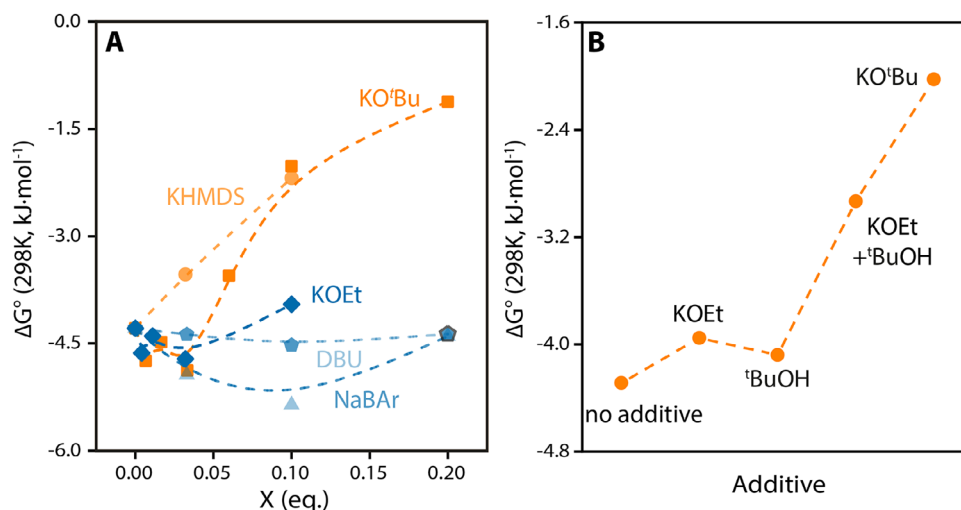 A
ΔG° (298K, kJ·mol⁻¹)
0.0
-1.5
-3.0
-4.5
-6.0
KOᵗBu
KHMDS
KOEt
DBU
NaBAr
0.00
0.05
0.10
0.15
0.20
X (eq.)
B
ΔG° (298K, kJ·mol⁻¹)
-1.6
-2.4
-3.2
-4.0
-4.8
KOᵗBu
KOEt
+ᵗBuOH
KOEt
ᵗBuOH
no additive
Additive